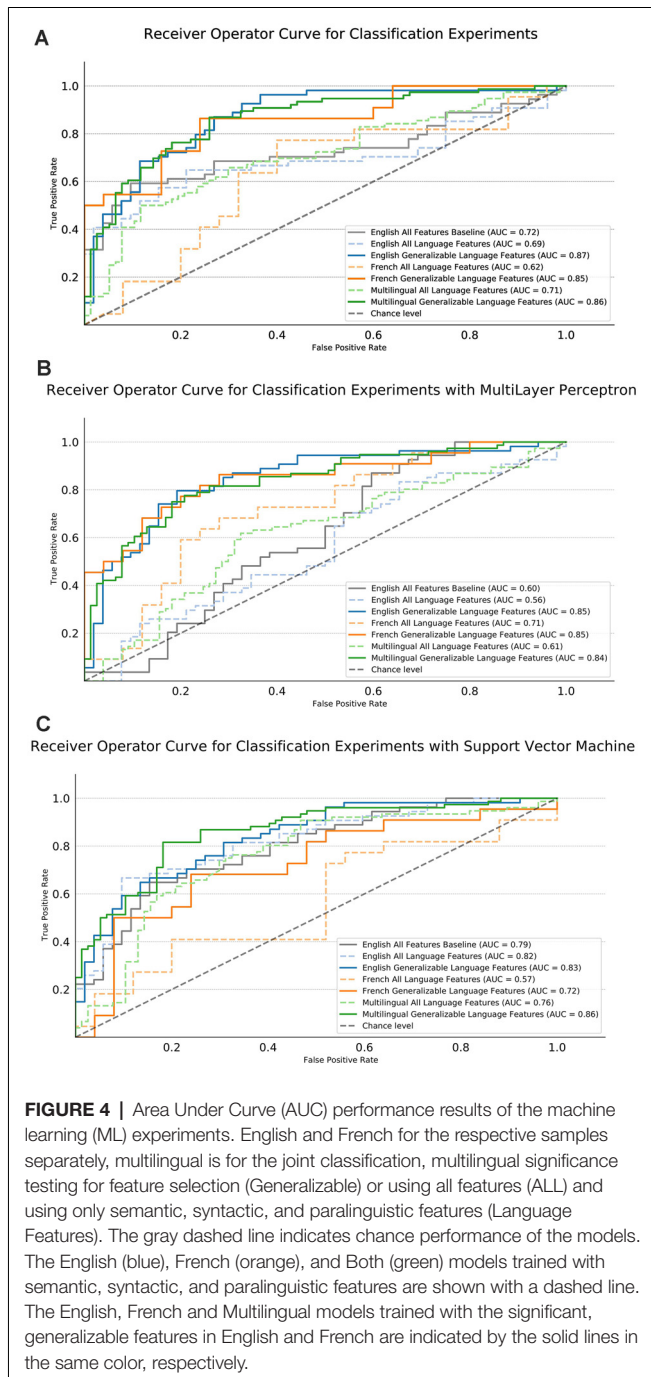 A
Receiver Operator Curve for Classification Experiments
1.0
0.8
0.6
0.4
0.2
True Positive Rate
English All Features Baseline (AUC = 0.72)
English All Language Features (AUC = 0.69)
English Generalizable Language Features (AUC = 0.87)
French All Language Features (AUC = 0.62)
French Generalizable Language Features (AUC = 0.85)
Multilingual All Language Features (AUC = 0.71)
Multilingual Generalizable Language Features (AUC = 0.86)
Chance level
0.2
0.4
0.6
0.8
1.0
False Positive Rate
B
Receiver Operator Curve for Classification Experiments with MultiLayer Perceptron
1.0
0.8
0.6
0.4
0.2
True Positive Rate
English All Features Baseline (AUC = 0.60)
English All Language Features (AUC = 0.56)
English Generalizable Language Features (AUC = 0.85)
French All Language Features (AUC = 0.71)
French Generalizable Language Features (AUC = 0.85)
Multilingual All Language Features (AUC = 0.61)
Multilingual Generalizable Language Features (AUC = 0.84)
Chance level
0.2
0.4
0.6
0.8
1.0
False Positive Rate
C
Receiver Operator Curve for Classification Experiments with Support Vector Machine
1.0
0.8
0.6
0.4
0.2
True Positive Rate
English All Features Baseline (AUC = 0.79)
English All Language Features (AUC = 0.82)
English Generalizable Language Features (AUC = 0.83)
French All Language Features (AUC = 0.57)
French Generalizable Language Features (AUC = 0.72)
Multilingual All Language Features (AUC = 0.76)
Multilingual Generalizable Language Features (AUC = 0.86)
Chance level
0.2
0.4
0.6
0.8
1.0
False Positive Rate
FIGURE 4 | Area Under Curve (AUC) performance results of the machine
learning (ML) experiments. English and French for the respective samples
separately, multilingual is for the joint classification, multilingual significance
testing for feature selection (Generalizable) or using all features (ALL) and
using only semantic, syntactic, and paralinguistic features (Language
Features). The gray dashed line indicates chance performance of the models.
The English (blue), French (orange), and Both (green) models trained with
semantic, syntactic, and paralinguistic features are shown with a dashed line.
The English, French and Multilingual models trained with the significant,
generalizable features in English and French are indicated by the solid lines in
the same color, respectively.